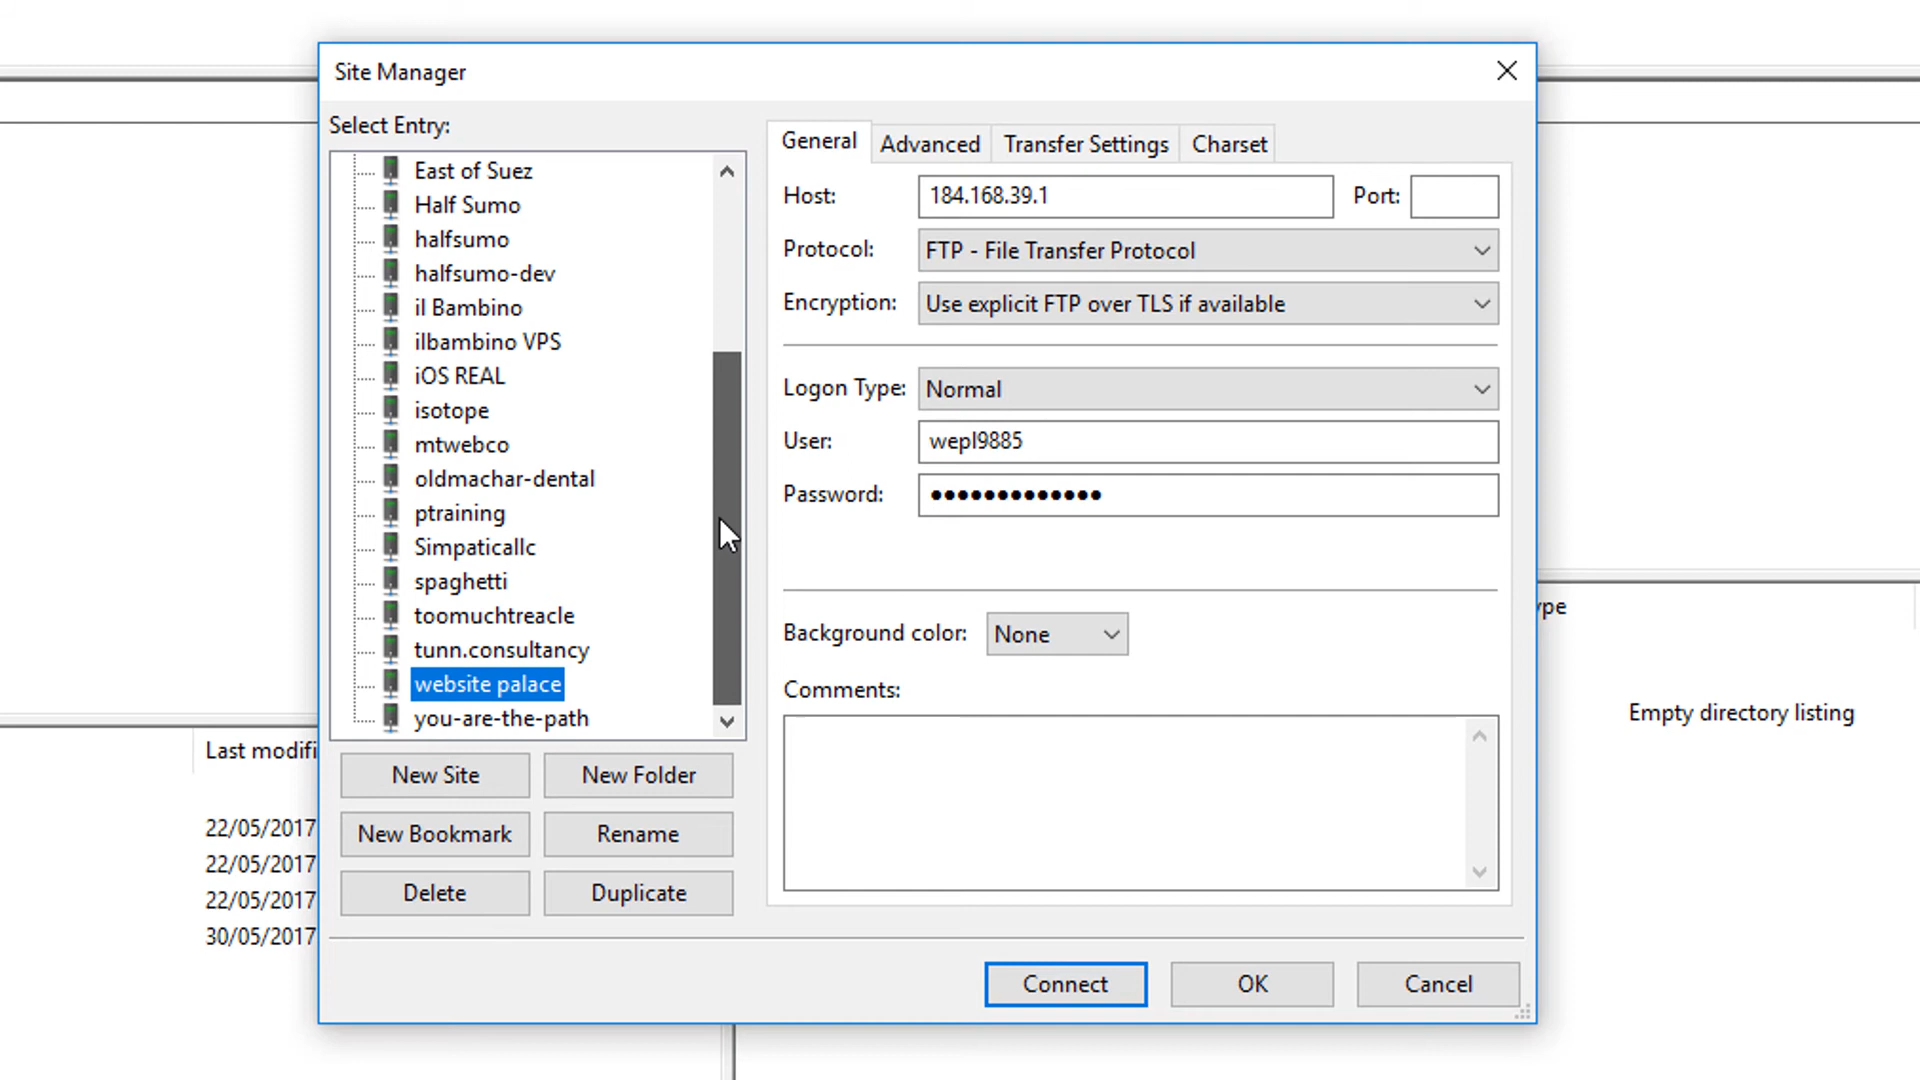 Site Manager
Select Entry:
East of Suez
Half Sumo
halfsumo
halfsumo-dev
il Bambino
ilbambino VPS
iOS REAL
isotope
mtwebco
oldmachar-dental
ptraining
Simpaticallc
spaghetti
toomuchtreacle
tunn.consultancy
website palace
you-are-the-path
New Site
New Folder
New Bookmark
Rename
Delete
Duplicate
General
Advanced
Transfer Settings
Charset
Host:
184.168.39.1
Port:
Protocol:
FTP - File Transfer Protocol
Encryption:
Use explicit FTP over TLS if available
Logon Type:
Normal
User:
wepl9885
Password:
●●●●●●●●●●●●●
Background color:
None
Comments:
Connect
OK
Cancel
Last modifi
22/05/2017
22/05/2017
22/05/2017
30/05/2017
ype
Empty directory listing